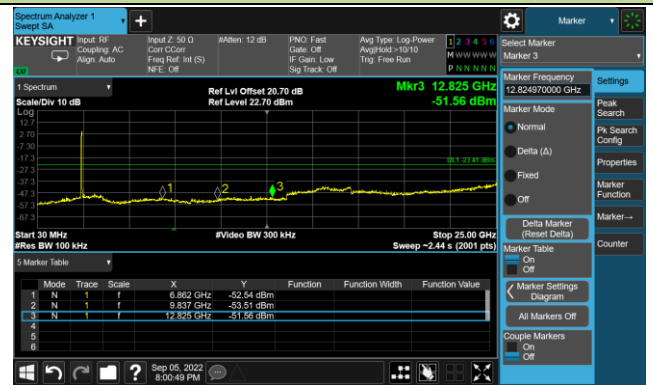 Spectrum Analyzer 1
Swept SA
Marker
KEYSIGHT
Input: RF
Coupling: AC
Align: Auto
Input Z: 50 Ω
Corr CCorr
Freq Ref: Int (S)
NFE: Off
#Atten: 12 dB
PNO: Fast
Gate: Off
IF Gain: Low
Sig Track: Off
Avg Type: Log-Power
Avg|Hold:>10/10
Trig: Free Run
1 2 3 4 5 6
M W W W W W
P N N N N N
Select Marker
Marker 3
1 Spectrum
Scale/Div 10 dB
Log
Ref Lvl Offset 20.70 dB
Ref Level 22.70 dBm
Mkr3 12.825 GHz
-51.56 dBm
12.7
2.70
-7.30
-17.3
-27.3
-37.3
-47.3
-57.3
-67.3
DL1 -23.41 dBm
1
2
3
Start 30 MHz
#Res BW 100 kHz
#Video BW 300 kHz
Stop 25.00 GHz
Sweep ~2.44 s (2001 pts)
5 Marker Table
Mode Trace Scale X Y Function Function Width Function Value
1 N 1 f 6.862 GHz -52.54 dBm
2 N 1 f 9.837 GHz -53.51 dBm
3 N 1 f 12.825 GHz -51.56 dBm
4
5
6
Marker Frequency
12.824970000 GHz
Marker Mode
Normal
Delta (Δ)
Fixed
Off
Delta Marker
(Reset Delta)
Marker Table
On
Off
Marker Settings
Diagram
All Markers Off
Couple Markers
On
Off
Settings
Peak
Search
Pk Search
Config
Properties
Marker
Function
Marker→
Counter
Sep 05, 2022
8:00:49 PM